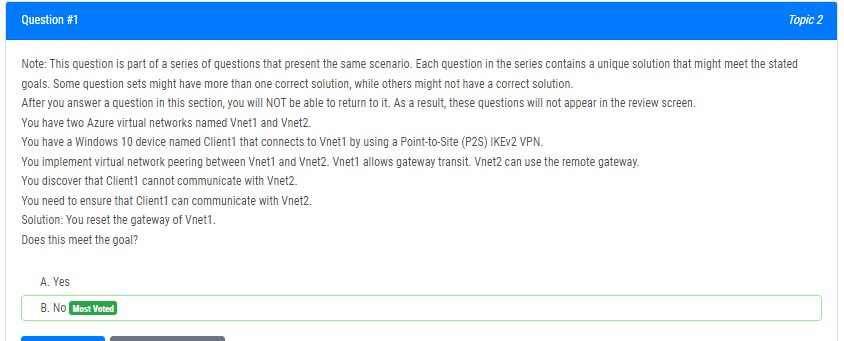 Question #1
Topic 2
Note: This question is part of a series of questions that present the same scenario. Each question in the series contains a unique solution that might meet the stated
goals. Some question sets might have more than one correct solution, while others might not have a correct solution.
After you answer a question in this section, you will NOT be able to return to it. As a result, these questions will not appear in the review screen.
You have two Azure virtual networks named Vnet1 and Vnet2.
You have a Windows 10 device named Client1 that connects to Vnet1 by using a Point-to-Site (P2S) IKEv2 VPN.
You implement virtual network peering between Vnet1 and Vnet2. Vnet1 allows gateway transit. Vnet2 can use the remote gateway.
You discover that Client1 cannot communicate with Vnet2.
You need to ensure that Client1 can communicate with Vnet2.
Solution: You reset the gateway of Vnet1.
Does this meet the goal?
A. Yes
B. No Most Voted